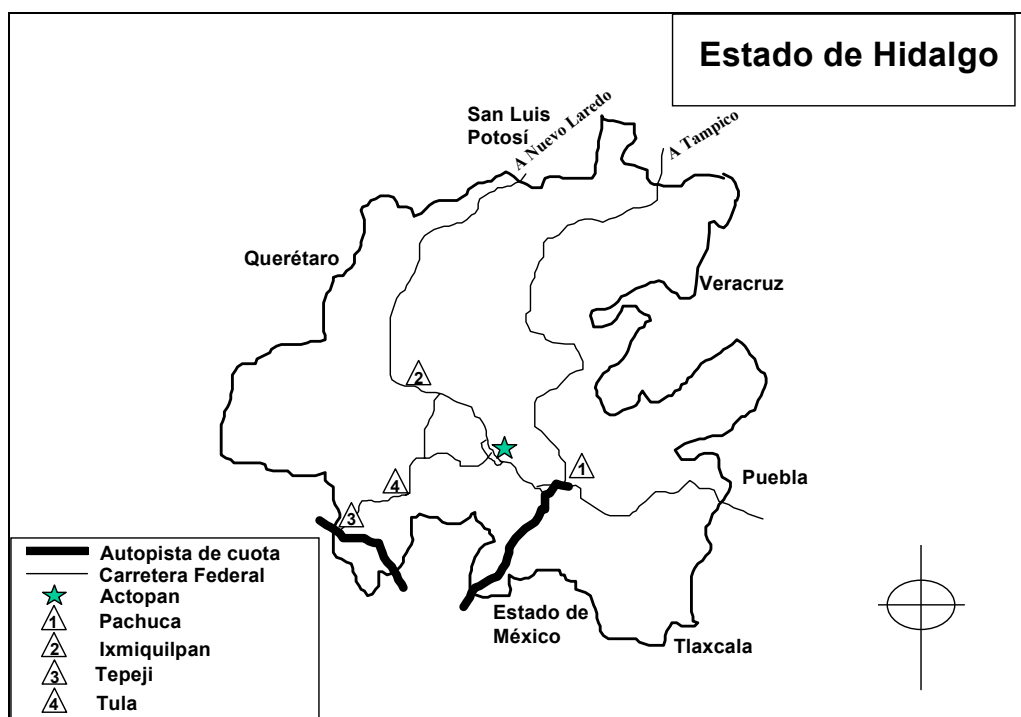 Estado de Hidalgo
San Luis
Potosí
A Nuevo Laredo
A Tampico
Querétaro
Veracruz
2
1
Puebla
4
3
Estado de
México
Tlaxcala
Autopista de cuota
Carretera Federal
Actopan
1 Pachuca
2 Ixmiquilpan
3 Tepeji
4 Tula